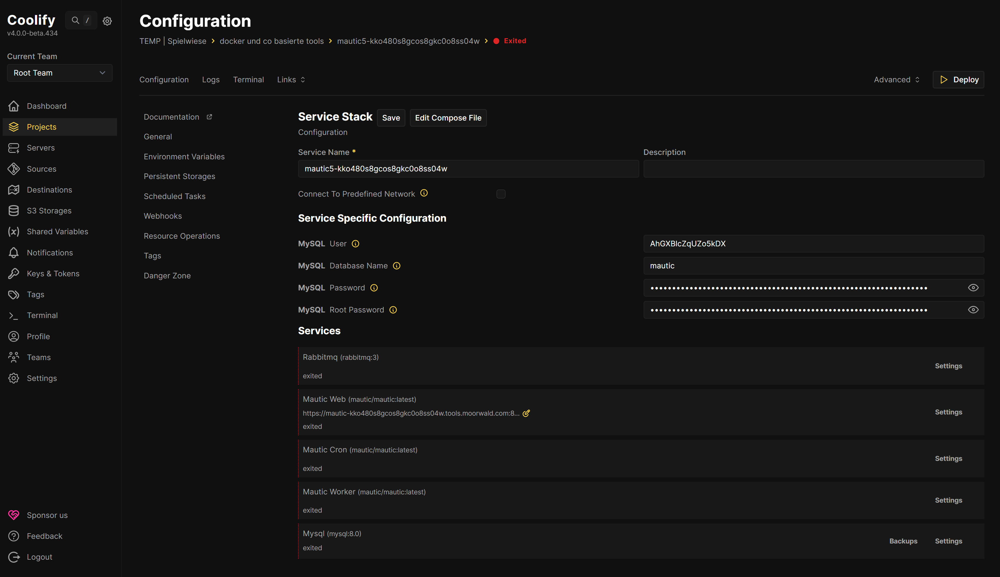 Coolify
/
v4.0.0-beta.434
Current Team
Root Team
Dashboard
Projects
Servers
Sources
Destinations
S3 Storages
Shared Variables
Notifications
Keys & Tokens
Tags
Terminal
Profile
Teams
Settings
Sponsor us
Feedback
Logout
Configuration
TEMP | Spielwiese > docker und co basierte tools > mautic5-kko480s8gcos8gkc0o8ss04w > Exited
Configuration Logs Terminal Links Advanced Deploy
Documentation
General
Environment Variables
Persistent Storages
Scheduled Tasks
Webhooks
Resource Operations
Tags
Danger Zone
Service Stack Save Edit Compose File
Configuration
Service Name * Description
mautic5-kko480s8gcos8gkc0o8ss04w
Connect To Predefined Network
Service Specific Configuration
MySQL User AhGXBlcZqUZo5kDX
MySQL Database Name mautic
MySQL Password
MySQL Root Password
Services
Rabbitmq (rabbitmq:3)
exited
Settings
Mautic Web (mautic/mautic:latest)
https://mautic-kko480s8gcos8gkc0o8ss04w.tools.moorwald.com:8...
exited
Settings
Mautic Cron (mautic/mautic:latest)
exited
Settings
Mautic Worker (mautic/mautic:latest)
exited
Settings
Mysql (mysql:8.0)
exited
Backups Settings